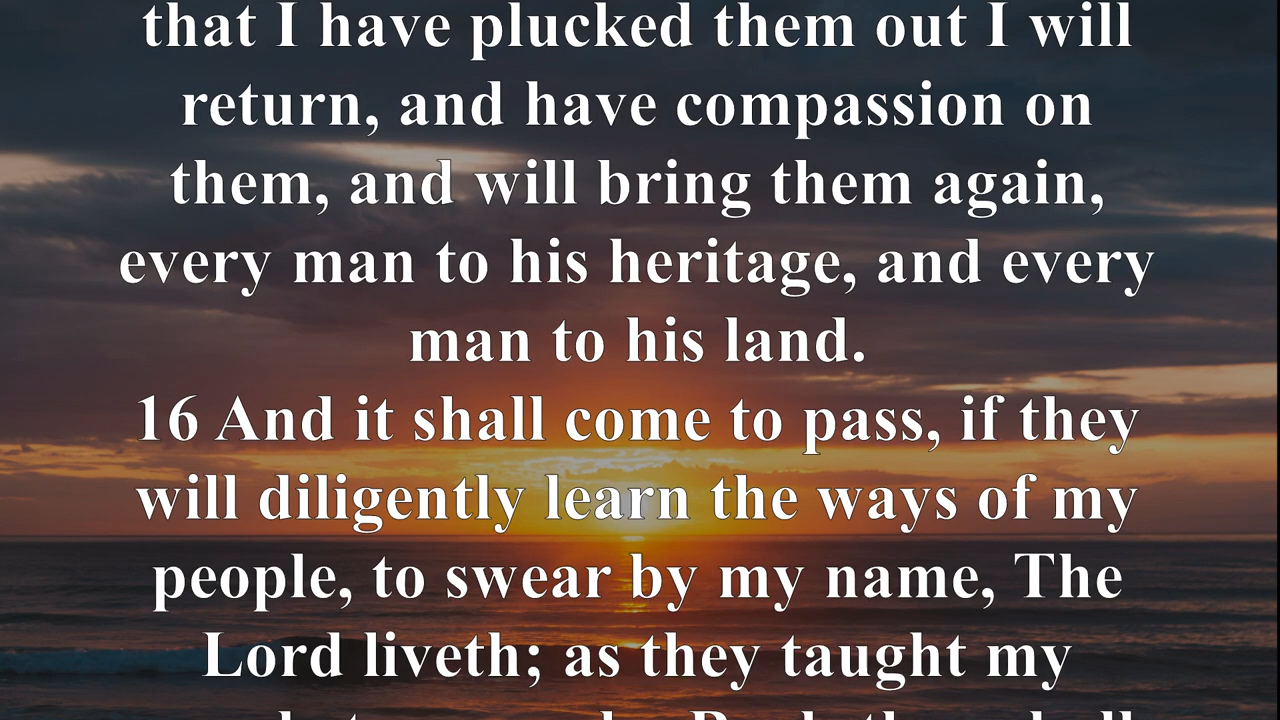 that I have plucked them out I will
return, and have compassion on
them, and will bring them again,
every man to his heritage, and every
man to his land.
16 And it shall come to pass, if they
will diligently learn the ways of my
people, to swear by my name, The
Lord liveth; as they taught my